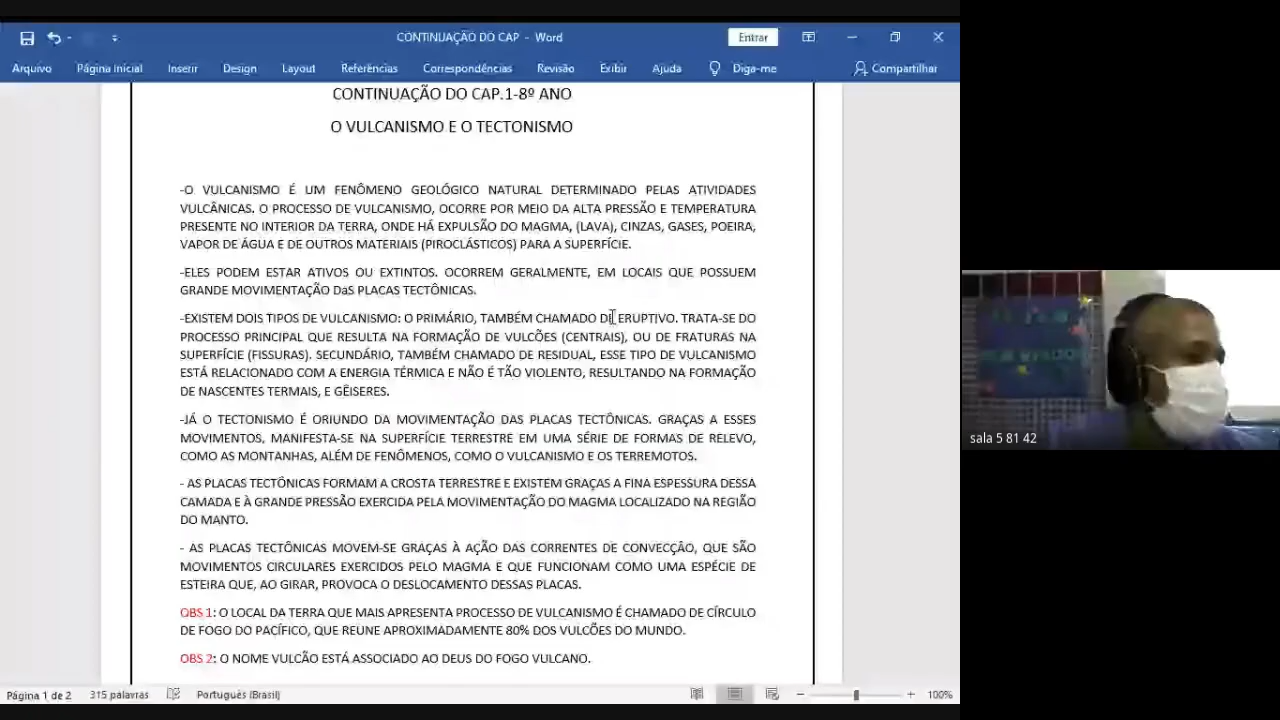 CONTINUAÇÃO DO CAP - Word
Entrar
Arquivo Página Inicial Inserir Design Layout Referências Correspondências Revisão Exibir Ajuda Diga-me Compartilhar
CONTINUAÇÃO DO CAP.1-8º ANO
O VULCANISMO E O TECTONISMO
-O VULCANISMO É UM FENÔMENO GEOLÓGICO NATURAL DETERMINADO PELAS ATIVIDADES
VULCÂNICAS. O PROCESSO DE VULCANISMO, OCORRE POR MEIO DA ALTA PRESSÃO E TEMPERATURA
PRESENTE NO INTERIOR DA TERRA, ONDE HÁ EXPULSÃO DO MAGMA, (LAVA), CINZAS, GASES, POEIRA,
VAPOR DE ÁGUA E DE OUTROS MATERIAIS (PIROCLÁSTICOS) PARA A SUPERFÍCIE.
-ELES PODEM ESTAR ATIVOS OU EXTINTOS. OCORREM GERALMENTE, EM LOCAIS QUE POSSUEM
GRANDE MOVIMENTAÇÃO DaS PLACAS TECTÔNICAS.
-EXISTEM DOIS TIPOS DE VULCANISMO: O PRIMÁRIO, TAMBÉM CHAMADO DE ERUPTIVO. TRATA-SE DO
PROCESSO PRINCIPAL QUE RESULTA NA FORMAÇÃO DE VULCÕES (CENTRAIS), OU DE FRATURAS NA
SUPERFÍCIE (FISSURAS). SECUNDÁRIO, TAMBÉM CHAMADO DE RESIDUAL, ESSE TIPO DE VULCANISMO
ESTÁ RELACIONADO COM A ENERGIA TÉRMICA E NÃO É TÃO VIOLENTO, RESULTANDO NA FORMAÇÃO
DE NASCENTES TERMAIS, E GÊISERES.
-JÁ O TECTONISMO É ORIUNDO DA MOVIMENTAÇÃO DAS PLACAS TECTÔNICAS. GRAÇAS A ESSES
MOVIMENTOS, MANIFESTA-SE NA SUPERFÍCIE TERRESTRE EM UMA SÉRIE DE FORMAS DE RELEVO,
COMO AS MONTANHAS, ALÉM DE FENÔMENOS, COMO O VULCANISMO E OS TERREMOTOS.
- AS PLACAS TECTÔNICAS FORMAM A CROSTA TERRESTRE E EXISTEM GRAÇAS A FINA ESPESSURA DESSA
CAMADA E À GRANDE PRESSÃO EXERCIDA PELA MOVIMENTAÇÃO DO MAGMA LOCALIZADO NA REGIÃO
DO MANTO.
- AS PLACAS TECTÔNICAS MOVEM-SE GRAÇAS À AÇÃO DAS CORRENTES DE CONVECÇÃO, QUE SÃO
MOVIMENTOS CIRCULARES EXERCIDOS PELO MAGMA E QUE FUNCIONAM COMO UMA ESPÉCIE DE
ESTEIRA QUE, AO GIRAR, PROVOCA O DESLOCAMENTO DESSAS PLACAS.
OBS 1: O LOCAL DA TERRA QUE MAIS APRESENTA PROCESSO DE VULCANISMO É CHAMADO DE CÍRCULO
DE FOGO DO PACÍFICO, QUE REUNE APROXIMADAMENTE 80% DOS VULCÕES DO MUNDO.
OBS 2: O NOME VULCÃO ESTÁ ASSOCIADO AO DEUS DO FOGO VULCANO.
Página 1 de 2 315 palavras Português (Brasil) 100%
sala 5 81 42